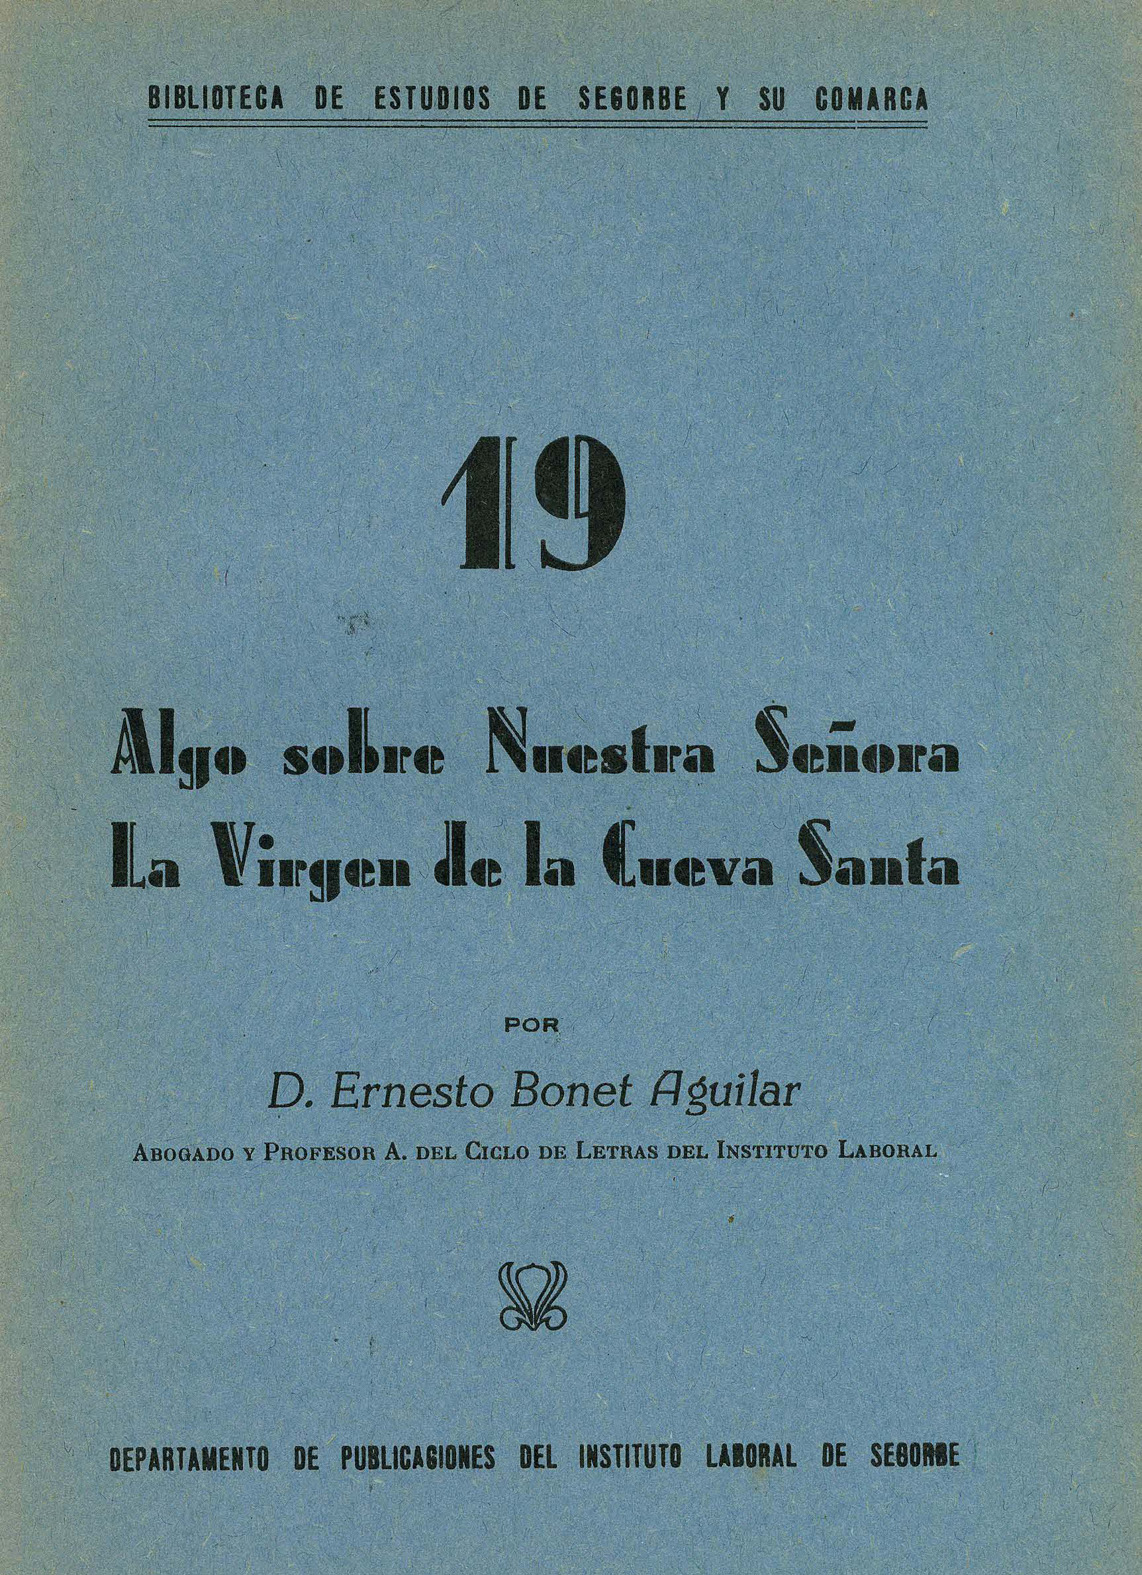 BIBLIOTECA DE ESTUDIOS DE SEGORBE Y SU COMARCA
19
Algo sobre Nuestra Señora
La Virgen de la Cueva Santa
POR
D. Ernesto Bonet Aguilar
ABOGADO Y PROFESOR A. DEL CICLO DE LETRAS DEL INSTITUTO LABORAL
DEPARTAMENTO DE PUBLICACIONES DEL INSTITUTO LABORAL DE SEGORBE